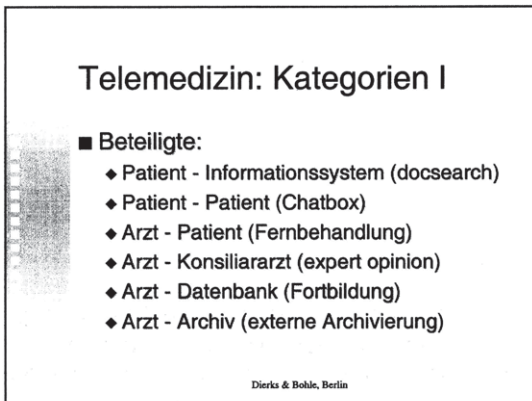 Telemedizin: Kategorien I
■ Beteiligte:
◆ Patient - Informationssystem (docsearch)
◆ Patient - Patient (Chatbox)
◆ Arzt - Patient (Fernbehandlung)
◆ Arzt - Konsiliararzt (expert opinion)
◆ Arzt - Datenbank (Fortbildung)
◆ Arzt - Archiv (externe Archivierung)
Dierks & Bohle, Berlin